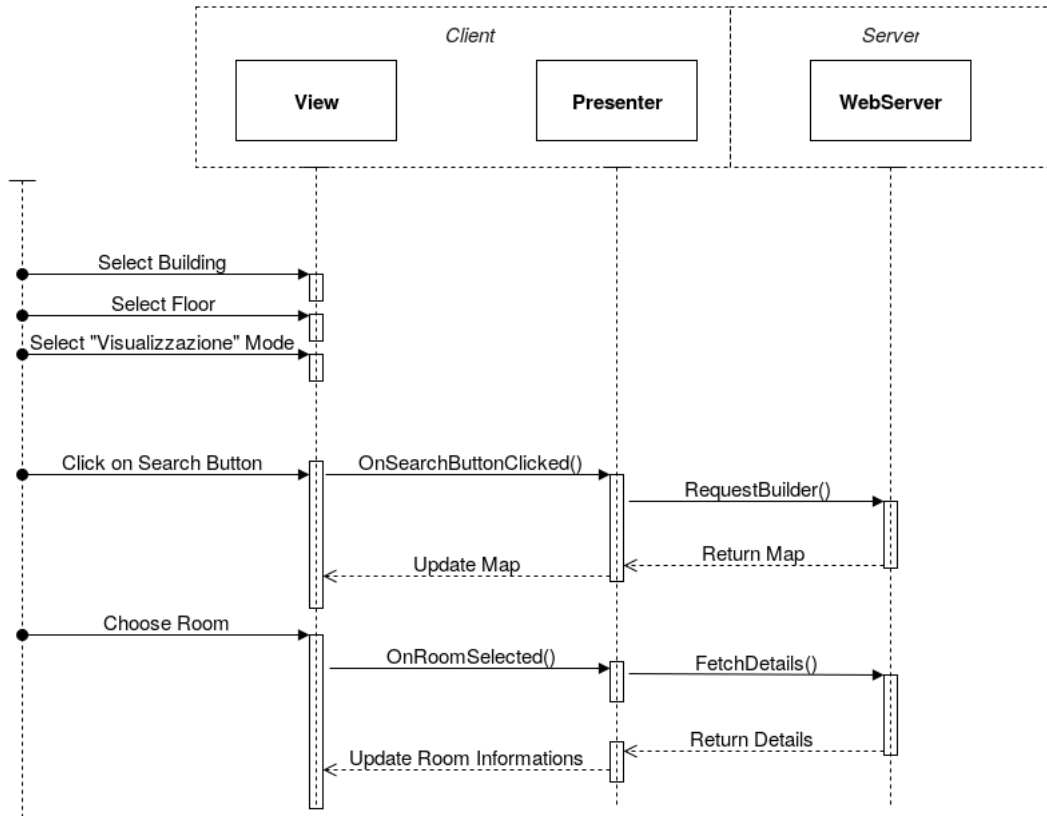 Client
Server
View
Presenter
WebServer
Select Building
Select Floor
Select "Visualizzazione" Mode
Click on Search Button
OnSearchButtonClicked()
RequestBuilder()
Return Map
Update Map
Choose Room
OnRoomSelected()
FetchDetails()
Return Details
Update Room Informations